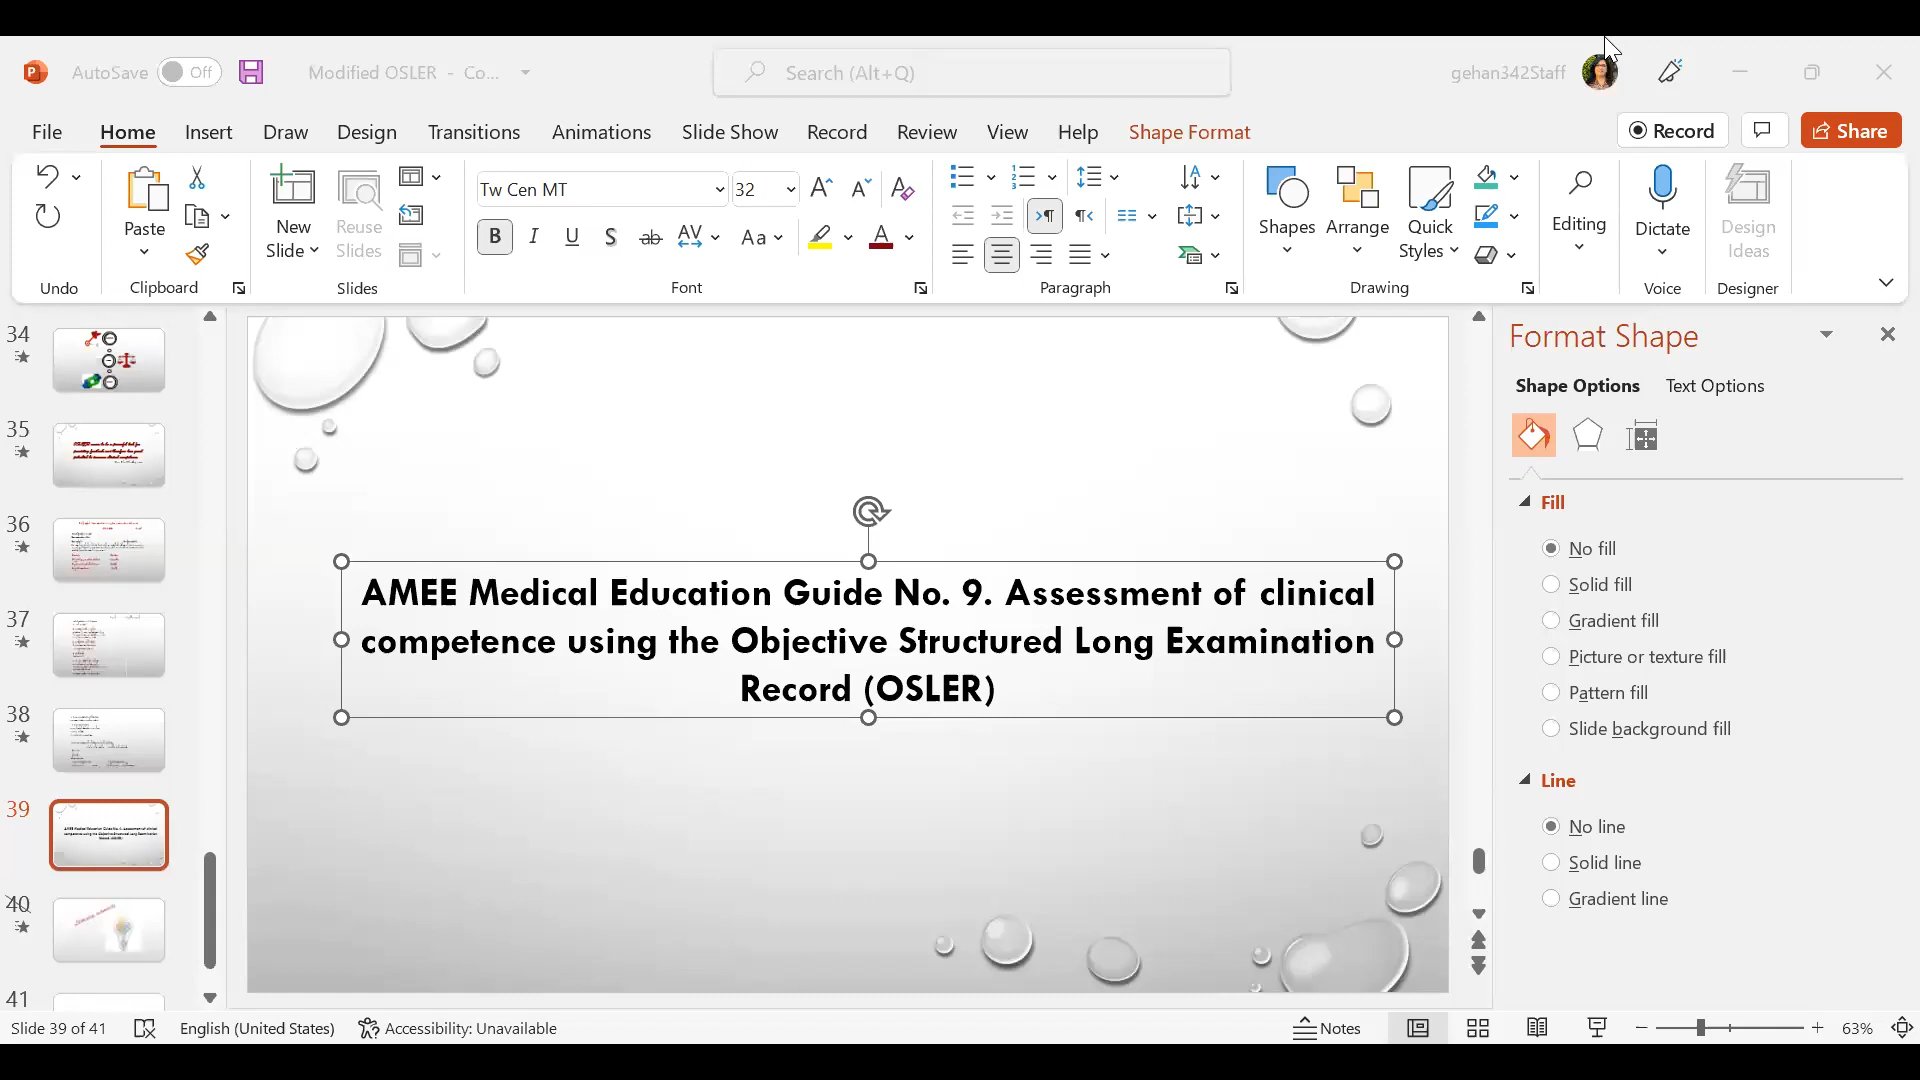 AutoSave Off Modified OSLER - Co... Search (Alt+Q) gehan342Staff
File Home Insert Draw Design Transitions Animations Slide Show Record Review View Help Shape Format Record Share
Tw Cen MT 32
Paste New Slide Reuse Slides Shapes Arrange Quick Styles Editing Dictate Design Ideas
Undo Clipboard Slides Font Paragraph Drawing Voice Designer
34
35
36
37
38
39
40
41
AMEE Medical Education Guide No. 9. Assessment of clinical
competence using the Objective Structured Long Examination
Record (OSLER)
Format Shape
Shape Options Text Options
Fill
No fill
Solid fill
Gradient fill
Picture or texture fill
Pattern fill
Slide background fill
Line
No line
Solid line
Gradient line
Slide 39 of 41 English (United States) Accessibility: Unavailable Notes 63%